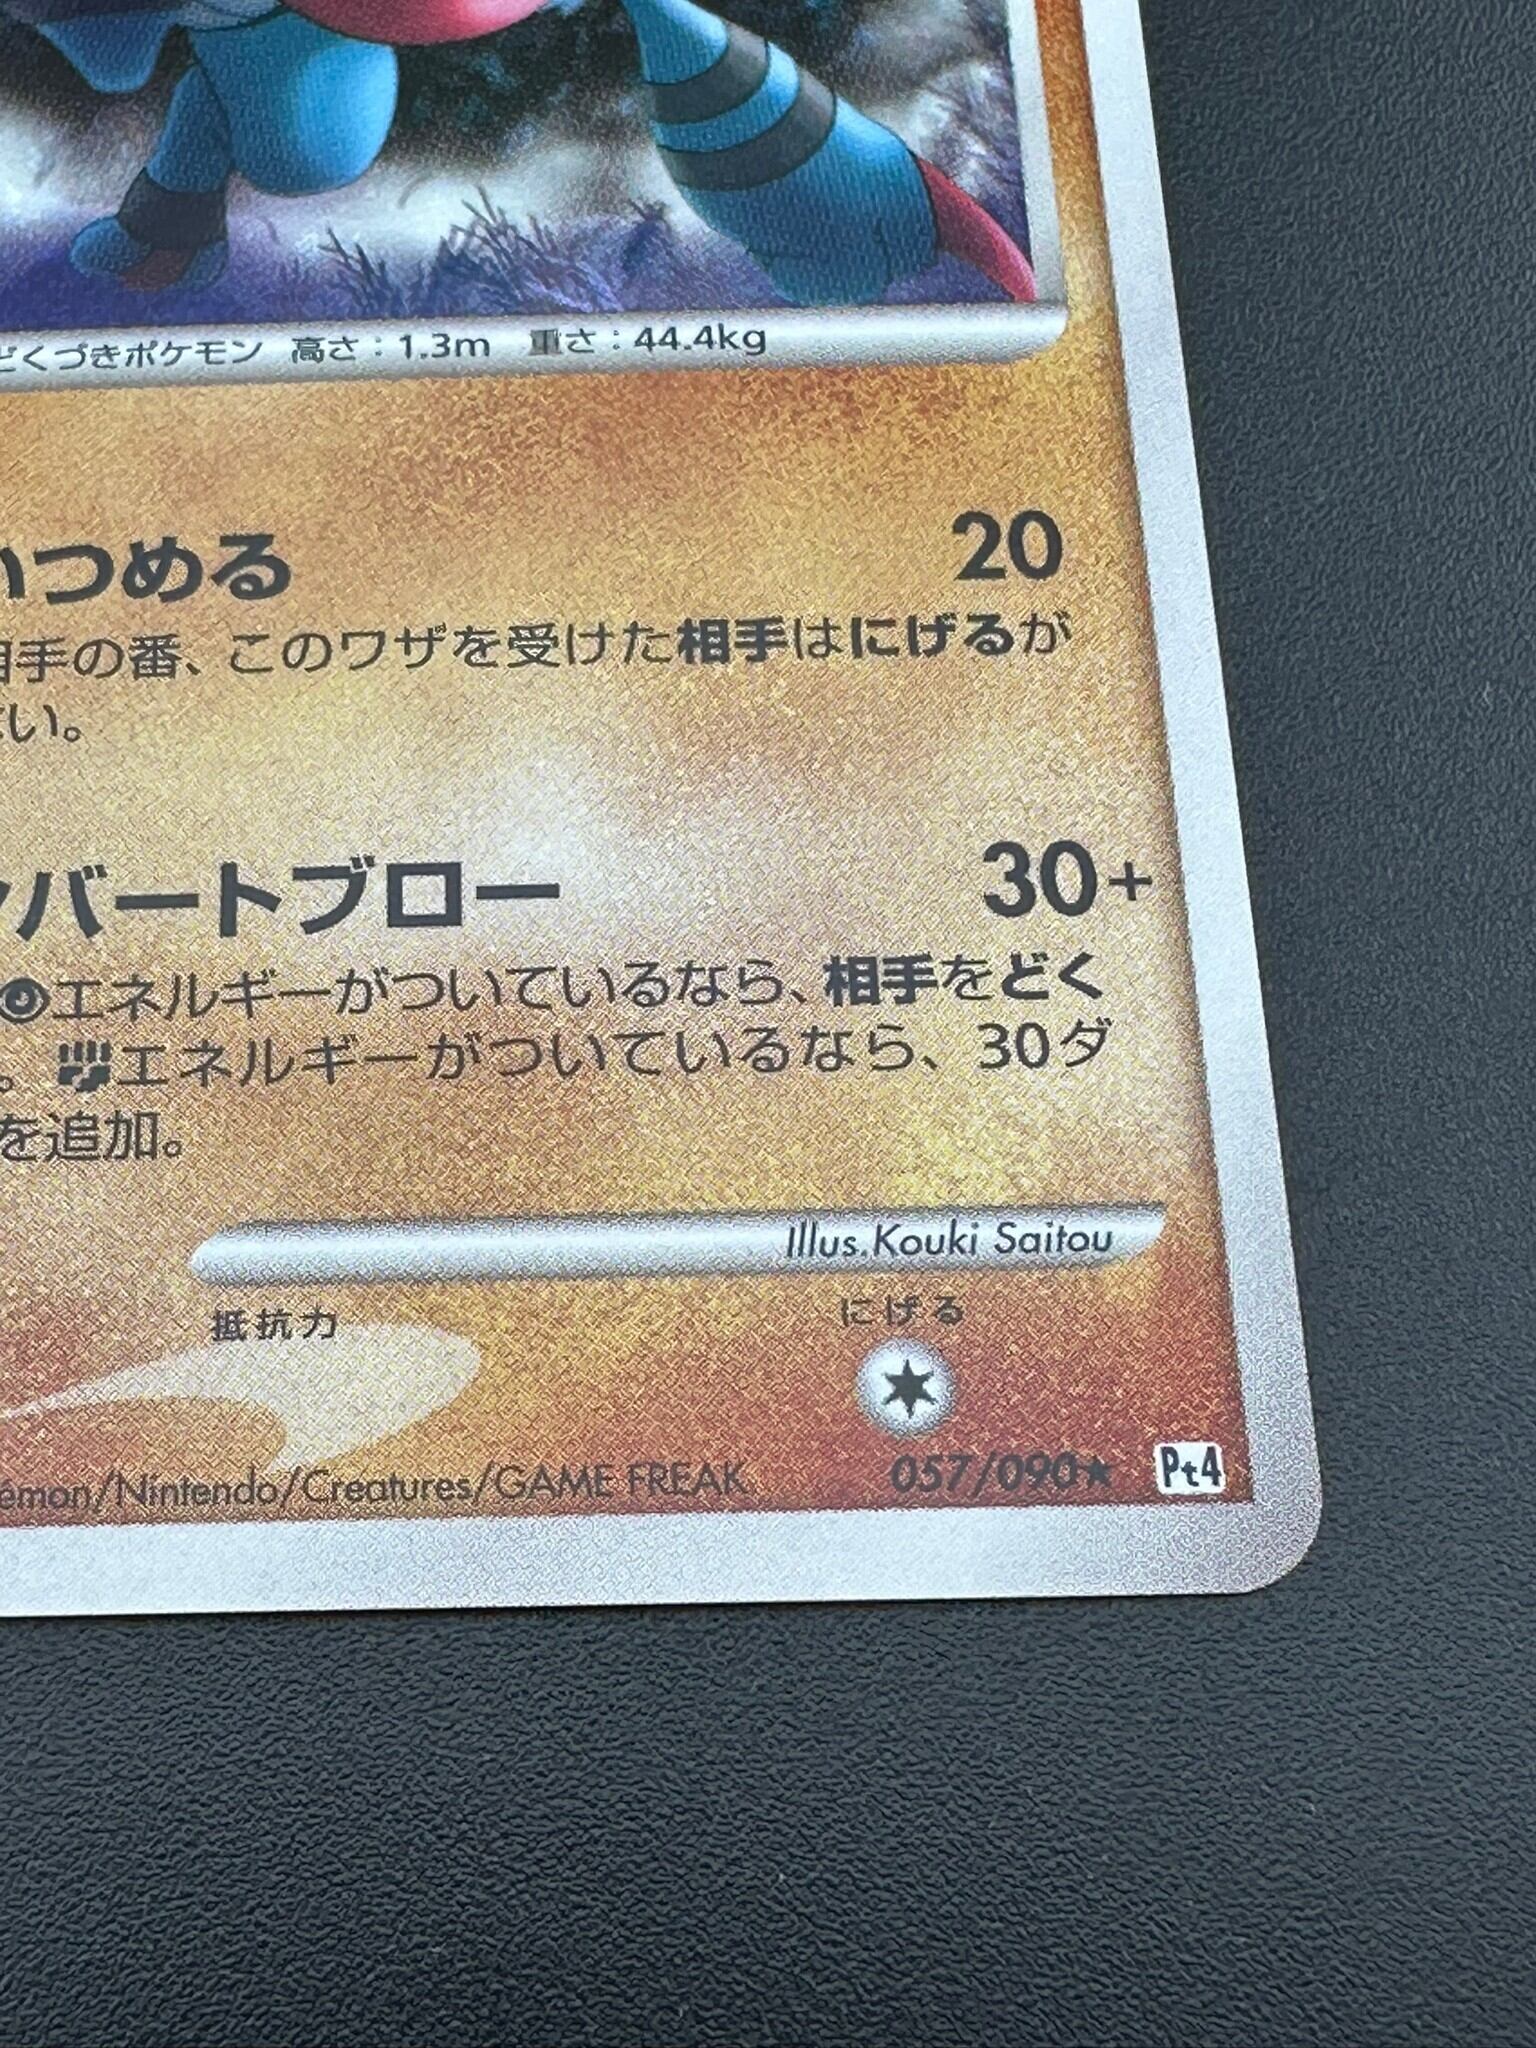 どくづきポケモン 高さ：1.3m 重さ：44.4kg
いつめる 20
相手の番、このワザを受けた相手はにげるが
ない。
バートブロー 30+
エネルギーがついているなら、相手をどく
。エネルギーがついているなら、30ダ
を追加。
Illus.Kouki Saitou
抵抗力 にげる
émon/Nintendo/Creatures/GAME FREAK 057/090★ Pt4